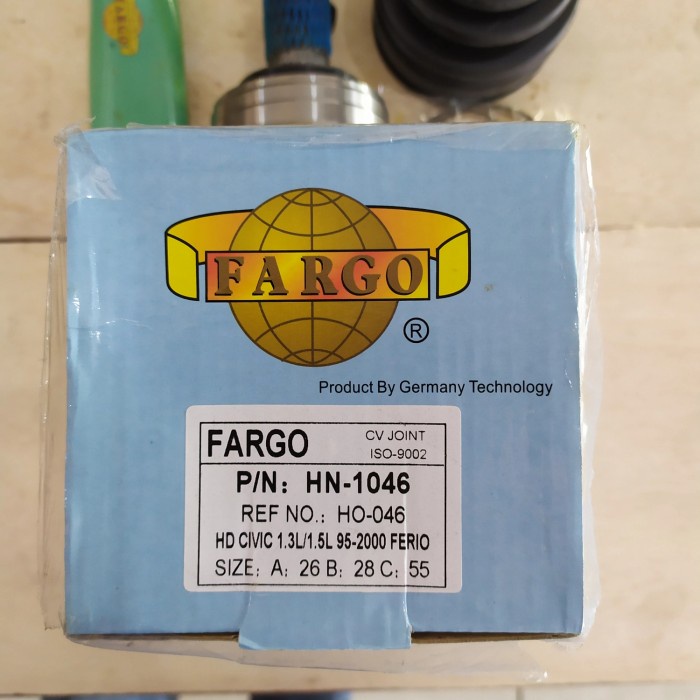 FARGO
FARGO
®
Product By Germany Technology
FARGO
CV JOINT
ISO-9002
P/N: HN-1046
REF NO.: HO-046
HD CIVIC 1.3L/1.5L 95-2000 FERIO
SIZE: A: 26 B: 28 C: 55